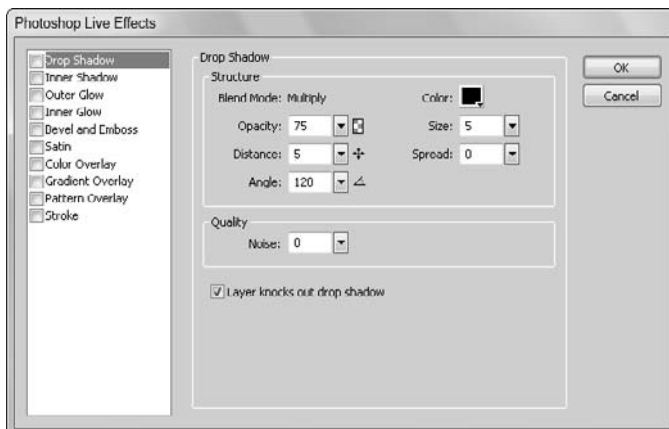 Photoshop Live Effects
Drop Shadow
Inner Shadow
Outer Glow
Inner Glow
Bevel and Emboss
Satin
Color Overlay
Gradient Overlay
Pattern Overlay
Stroke
Drop Shadow
Structure
Blend Mode: Multiply Color:
Opacity: 75 Size: 5
Distance: 5 Spread: 0
Angle: 120
Quality
Noise: 0
Layer knocks out drop shadow
OK
Cancel